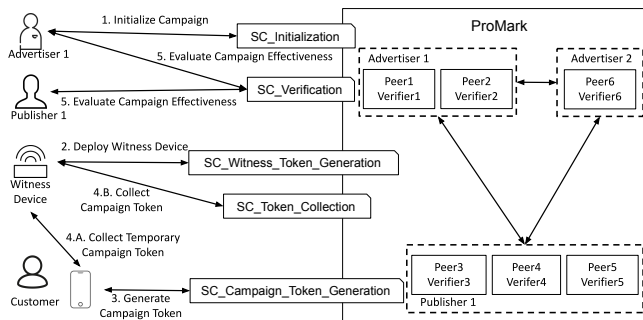 1. Initialize Campaign
SC_Initialization
ProMark
Advertiser 1
5. Evaluate Campaign Effectiveness
SC_Verification
Publisher 1
5. Evaluate Campaign Effectiveness
Advertiser 1
Peer1
Verifier1
Peer2
Verifier2
Advertiser 2
Peer6
Verifier6
2. Deploy Witness Device
SC_Witness_Token_Generation
Witness
Device
4.B. Collect
Campaign Token
SC_Token_Collection
4.A. Collect Temporary
Campaign Token
Customer
3. Generate
Campaign Token
SC_Campaign_Token_Generation
Peer3
Verifier3
Peer4
Verifer4
Peer5
Verifier5
Publisher 1